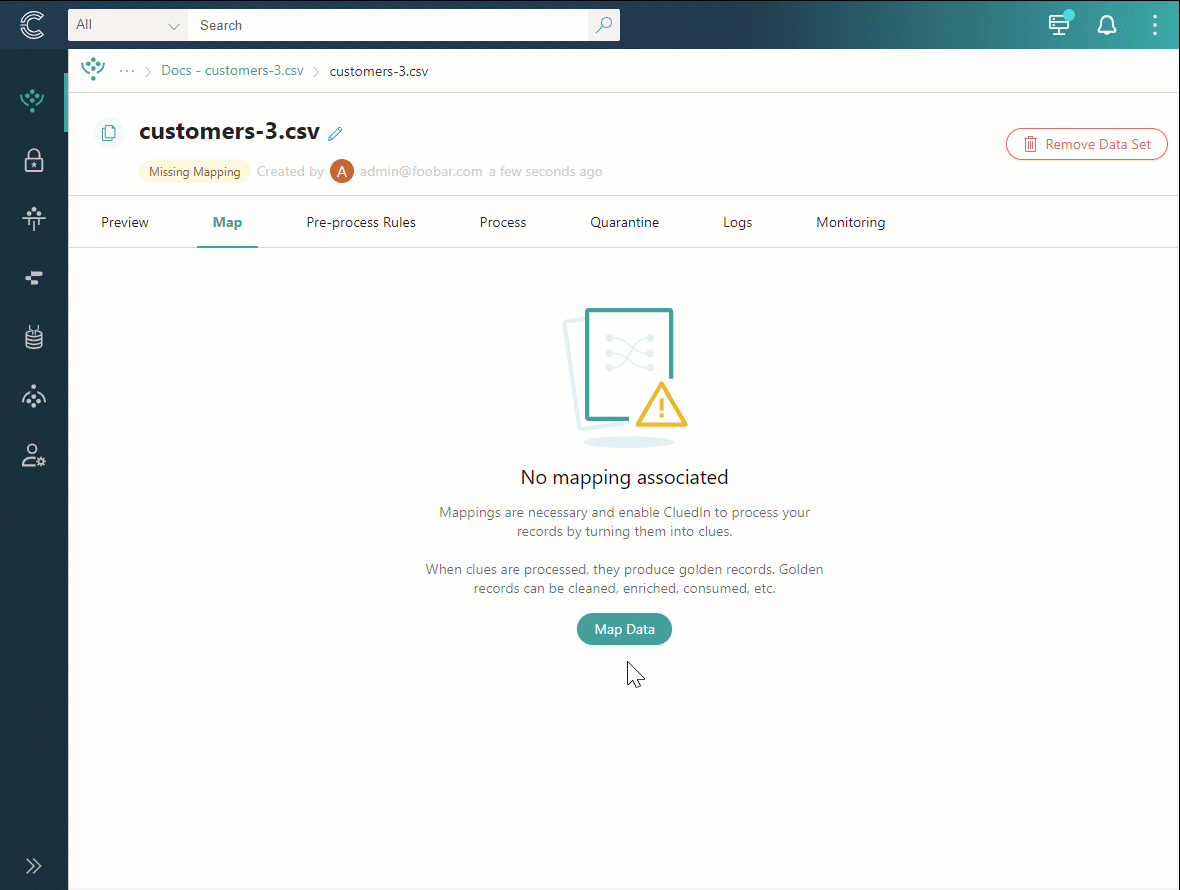 All Search
··· Docs - customers-3.csv customers-3.csv
customers-3.csv
Remove Data Set
Missing Mapping Created by A admin@foobar.com a few seconds ago
Preview Map Pre-process Rules Process Quarantine Logs Monitoring
No mapping associated
Mappings are necessary and enable CluedIn to process your
records by turning them into clues.
When clues are processed, they produce golden records. Golden
records can be cleaned, enriched, consumed, etc.
Map Data